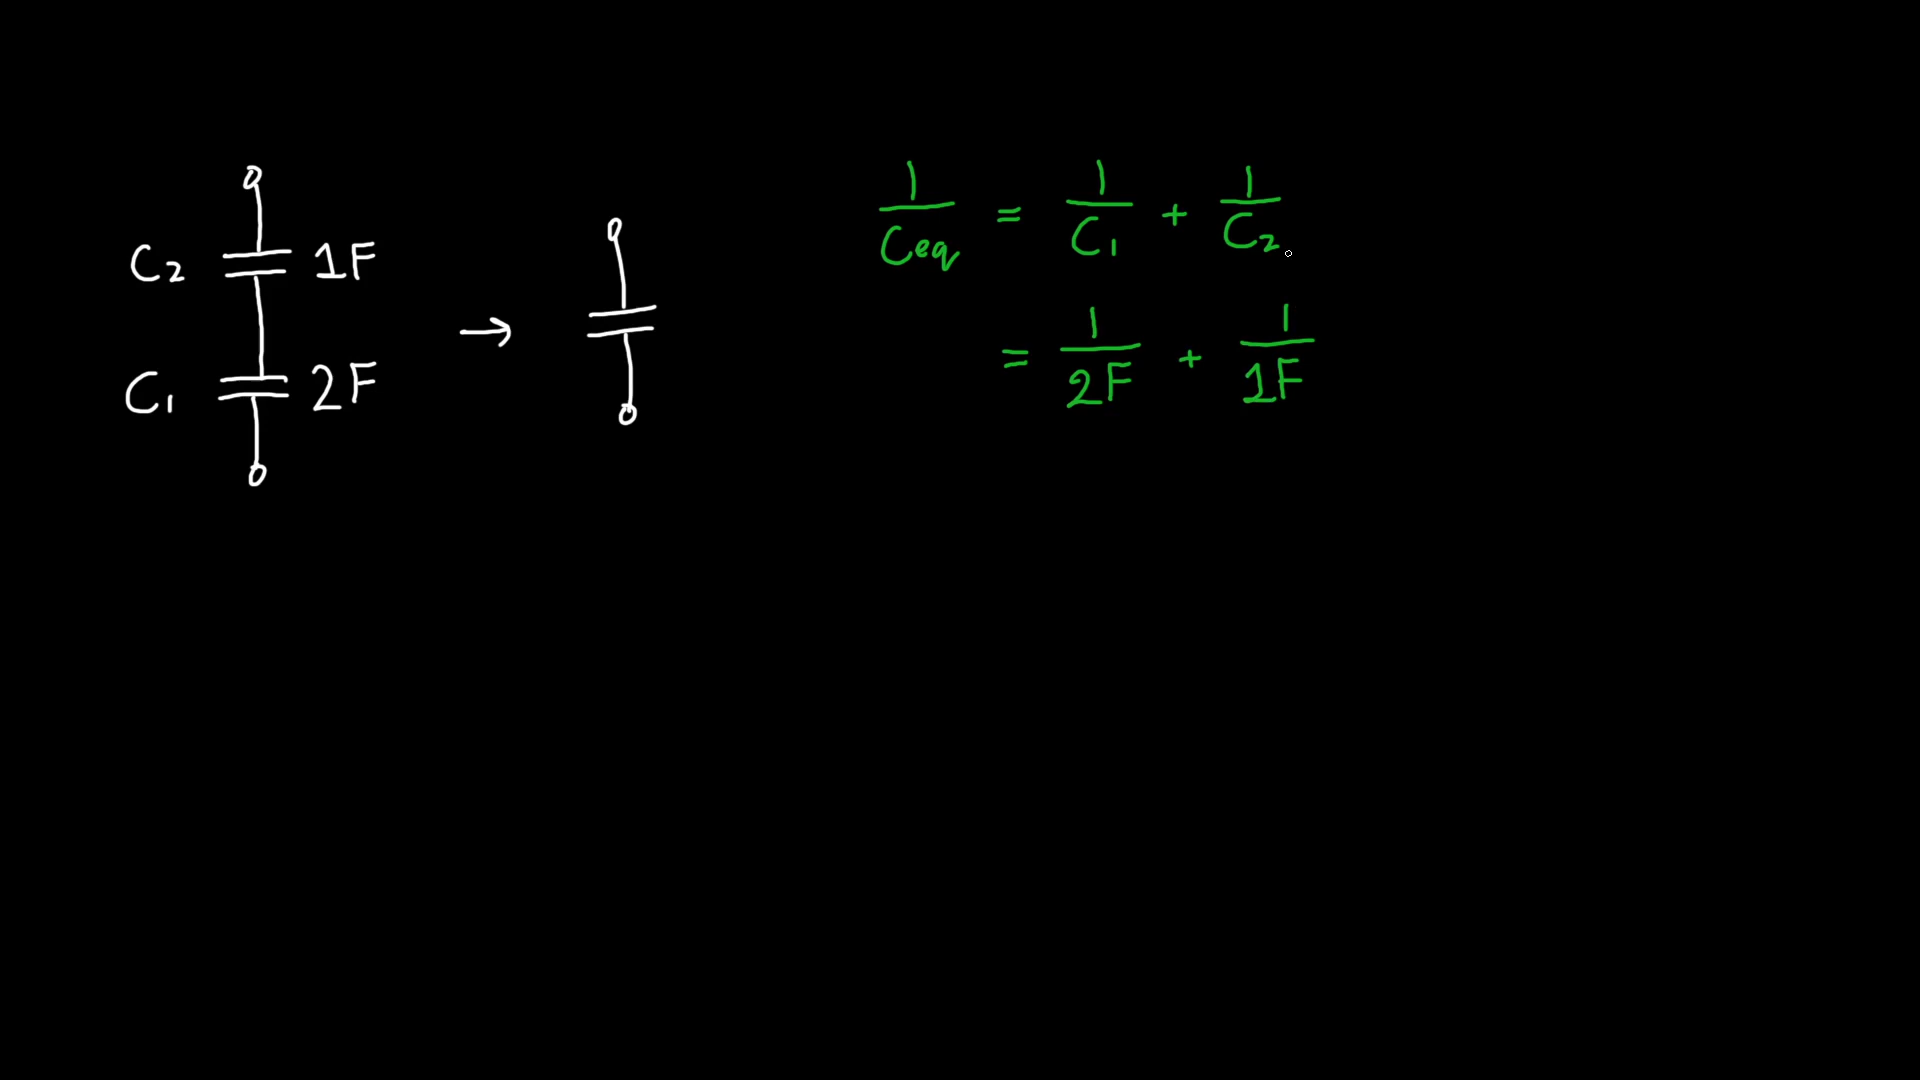 C₂ 1F
C₁ 2F
→
1/Ceq = 1/C₁ + 1/C₂
= 1/2F + 1/1F